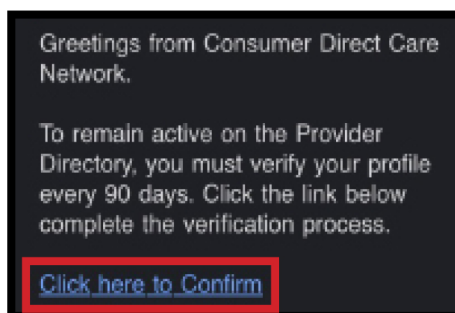 Greetings from Consumer Direct Care
Network.
To remain active on the Provider
Directory, you must verify your profile
every 90 days. Click the link below
complete the verification process.
Click here to Confirm